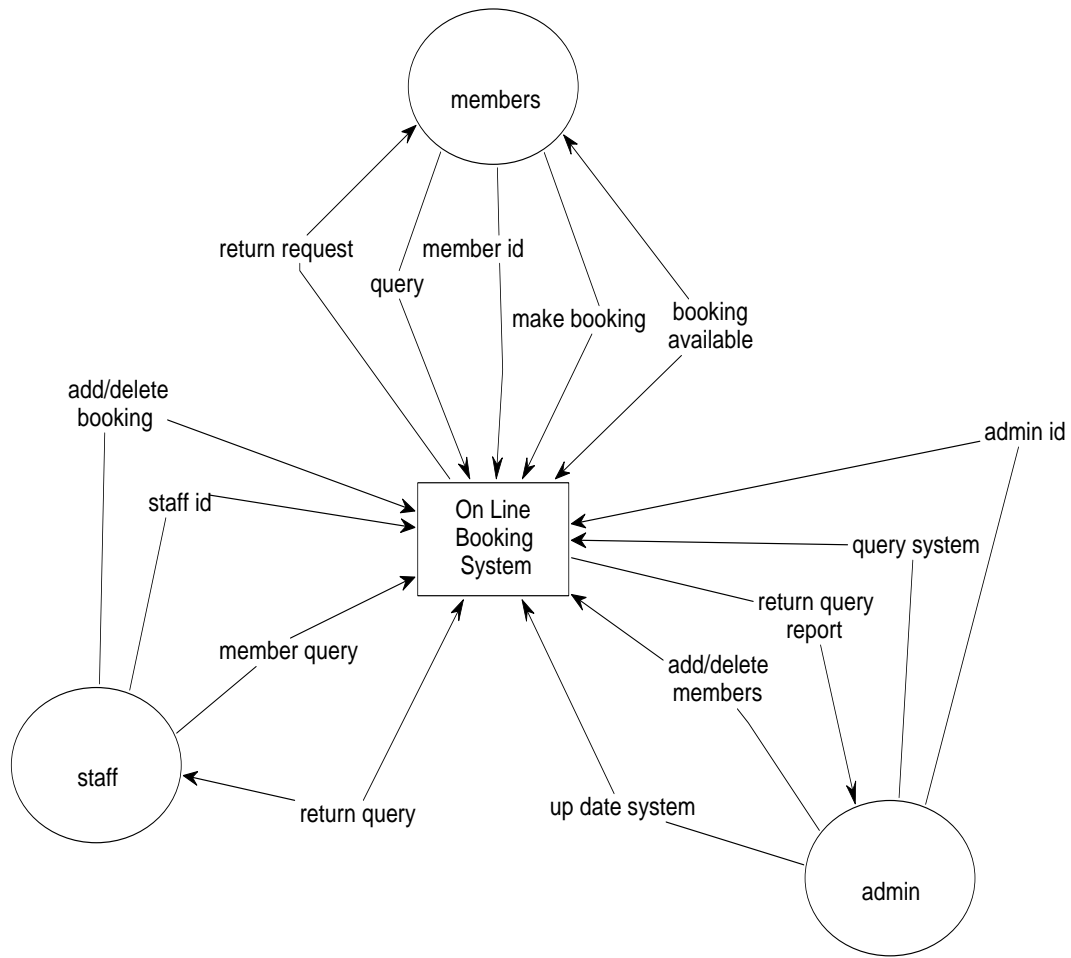 members
return request
member id
query
make booking
booking
available
add/delete
booking
admin id
staff id
On Line
Booking
System
query system
return query
report
member query
add/delete
members
staff
return query
up date system
admin